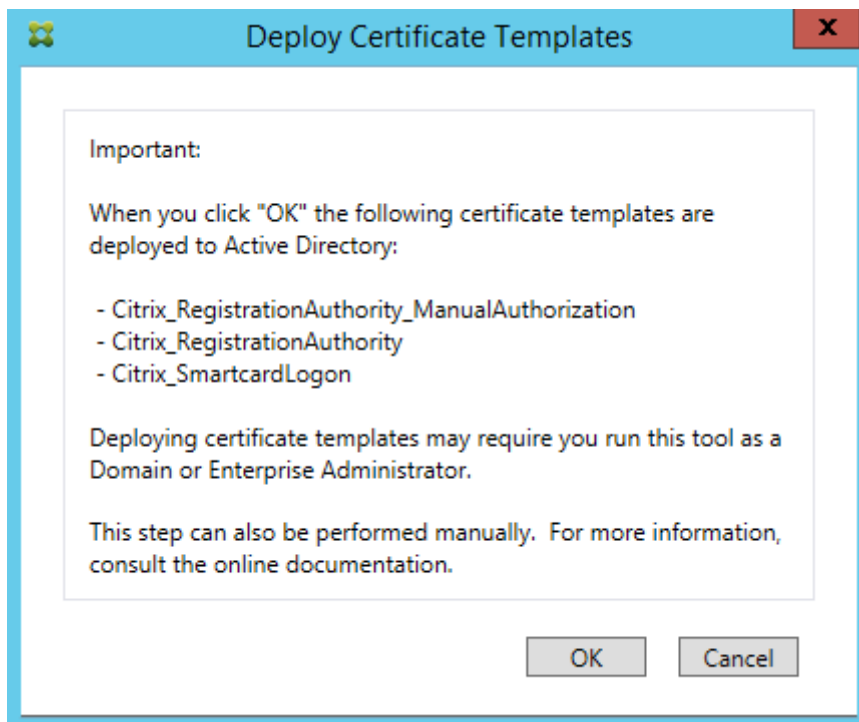 Deploy Certificate Templates
x
Important:
When you click "OK" the following certificate templates are
deployed to Active Directory:
- Citrix_RegistrationAuthority_ManualAuthorization
- Citrix_RegistrationAuthority
- Citrix_SmartcardLogon
Deploying certificate templates may require you run this tool as a
Domain or Enterprise Administrator.
This step can also be performed manually.  For more information,
consult the online documentation.
OK
Cancel